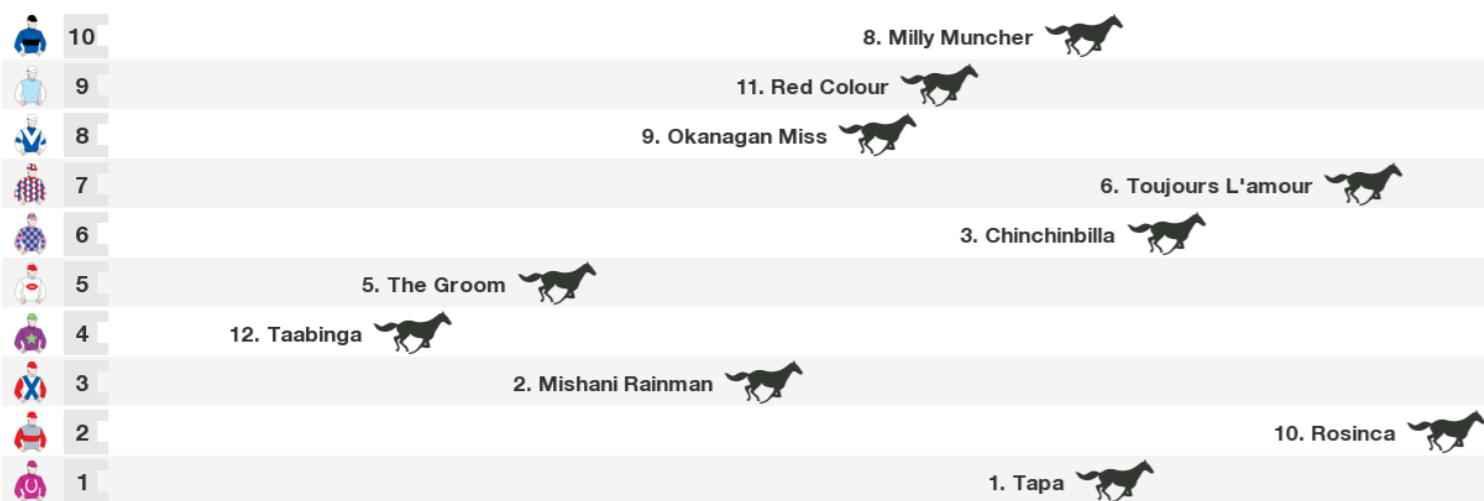 10 8. Milly Muncher
9 11. Red Colour
8 9. Okanagan Miss
7 6. Toujours L'amour
6 3. Chinchinbilla
5 5. The Groom
4 12. Taabinga
3 2. Mishani Rainman
2 10. Rosinca
1 1. Tapa